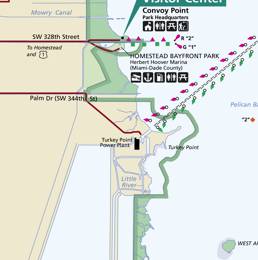 Visitor Center
Mowry Canal
Convoy Point
Park Headquarters
SW 328th Street
R "2"
G "1"
To Homestead
and 1
HOMESTEAD BAYFRONT PARK
Herbert Hoover Marina
(Miami-Dade County)
Palm Dr (SW 344th St)
Pelican Ba
"2"
Turkey Point
Power Plant
Turkey Point
Little
River
WEST A